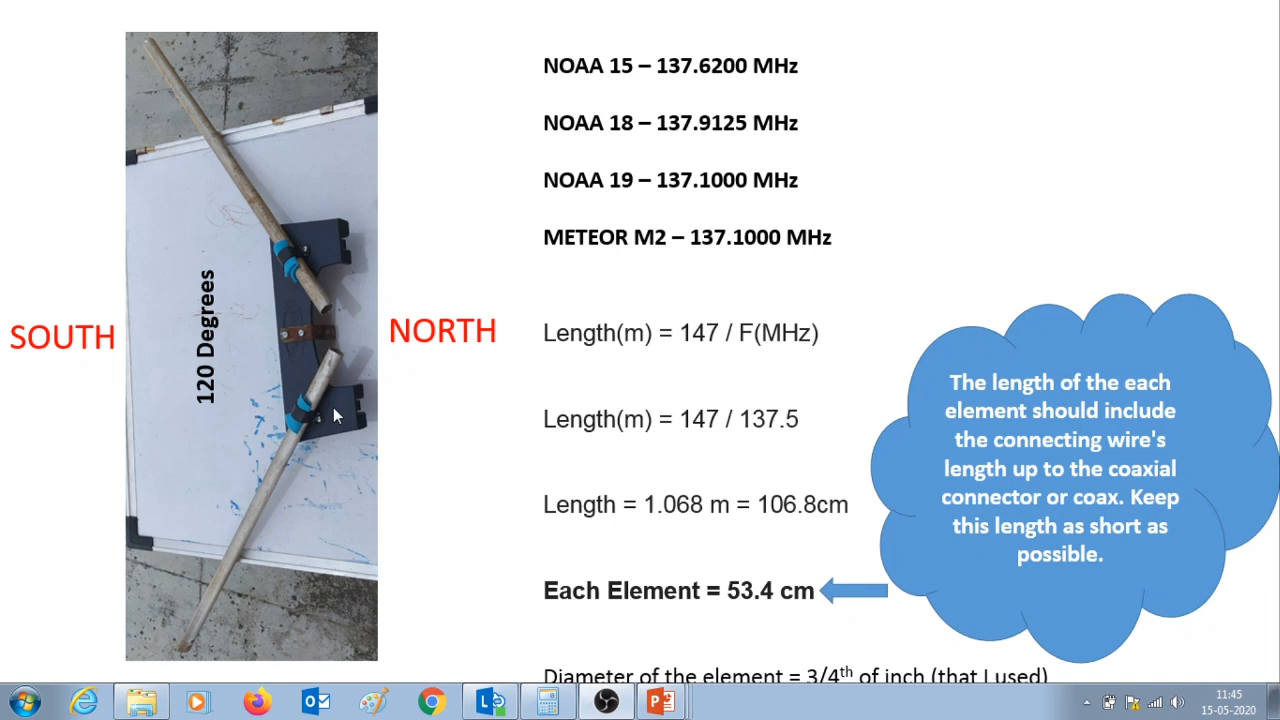 NOAA 15 – 137.6200 MHz
NOAA 18 – 137.9125 MHz
NOAA 19 – 137.1000 MHz
METEOR M2 – 137.1000 MHz
SOUTH
120 Degrees
NORTH
Length(m) = 147 / F(MHz)
Length(m) = 147 / 137.5
Length = 1.068 m = 106.8cm
Each Element = 53.4 cm
Diameter of the element = 3/4th of inch (that I used)
The length of the each
element should include
the connecting wire's
length up to the coaxial
connector or coax. Keep
this length as short as
possible.
11:45
15-05-2020